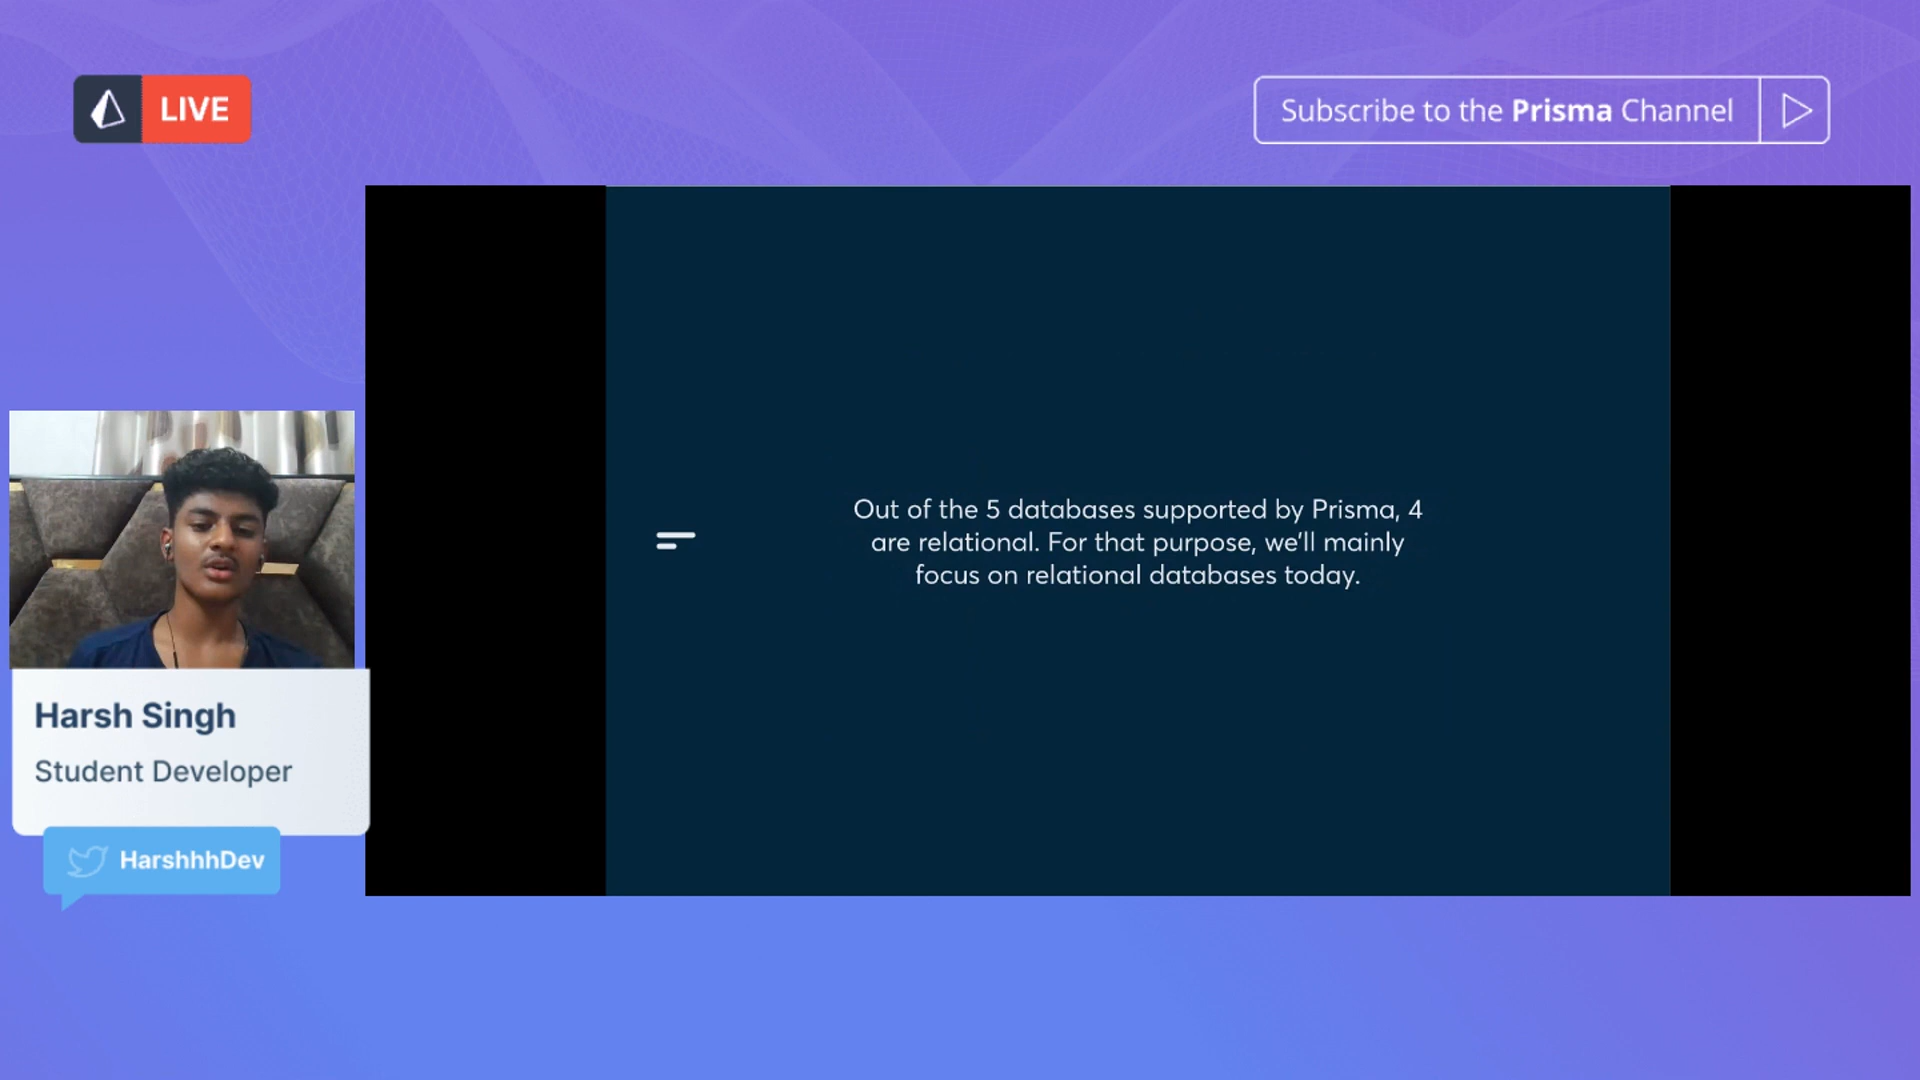 LIVE
Subscribe to the Prisma Channel
Out of the 5 databases supported by Prisma, 4
are relational. For that purpose, we'll mainly
focus on relational databases today.
Harsh Singh
Student Developer
HarshhhDev